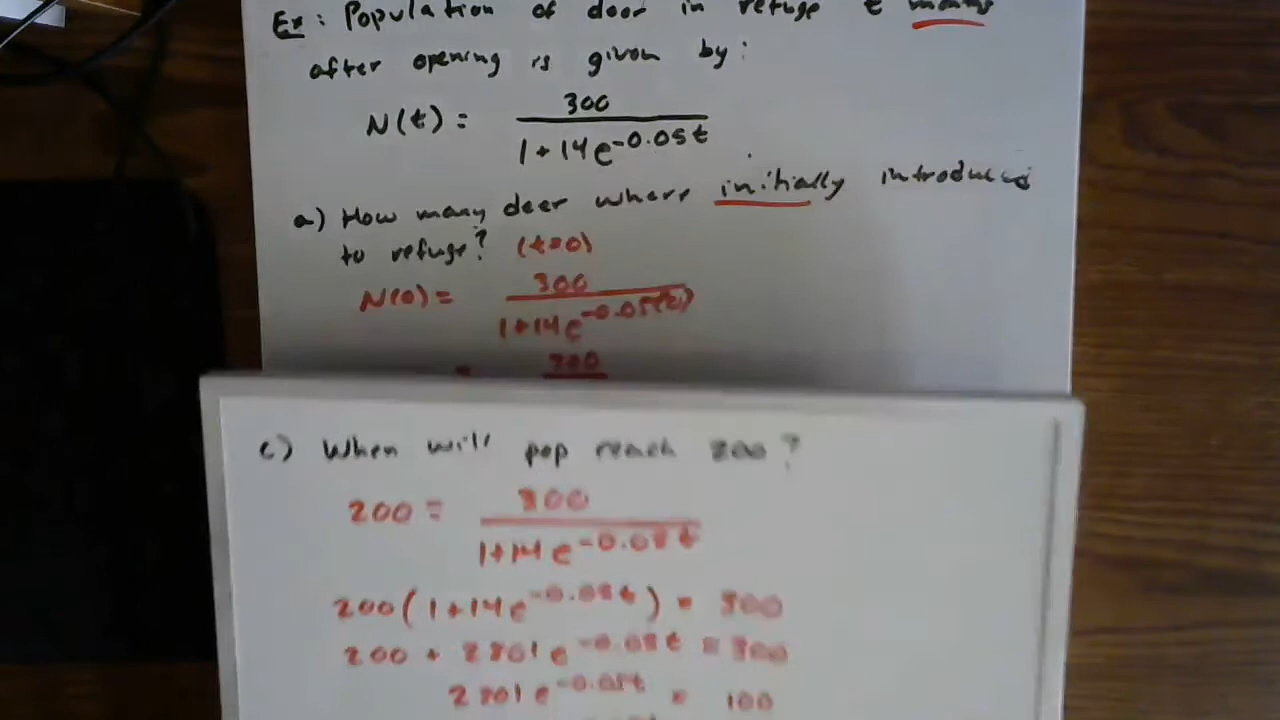 Ex: Population of deer in refuge t
after opening is given by:
N(t) = 300 / 1 + 14e^-0.05t
a) How many deer where initially introduced
to refuge? (t=0)
N(0) = 300 / 1+14e^-0.05(0)
= 300
c) When will pop reach 200?
200 = 300 / 1+14e^-0.05t
200(1+14e^-0.05t) = 300
200 + 2801e^-0.05t = 300
2801e^-0.05t = 100